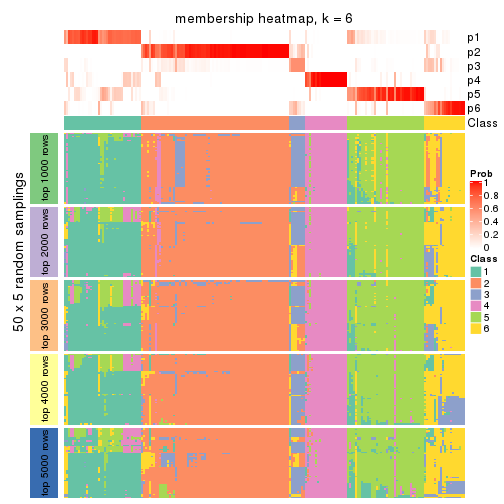 membership heatmap, k = 6
p1
p2
p3
p4
p5
p6
Class
50 x 5 random samplings
top 1000 rows
top 2000 rows
top 3000 rows
top 4000 rows
top 5000 rows
Prob
1
0.8
0.6
0.4
0.2
0
Class
1
2
3
4
5
6